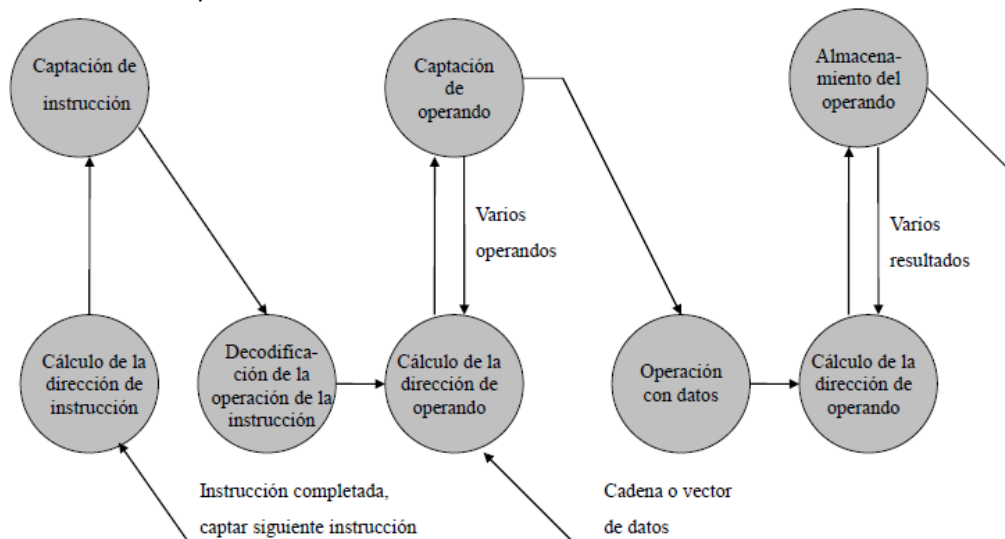 Captación de
instrucción
Captación
de
operando
Almacena-
miento del
operando
Varios
operandos
Varios
resultados
Cálculo de la
dirección de
instrucción
Decodifica-
ción de la
operación de la
instrucción
Cálculo de la
dirección de
operando
Operación
con datos
Cálculo de la
dirección de
operando
Instrucción completada,
captar siguiente instrucción
Cadena o vector
de datos